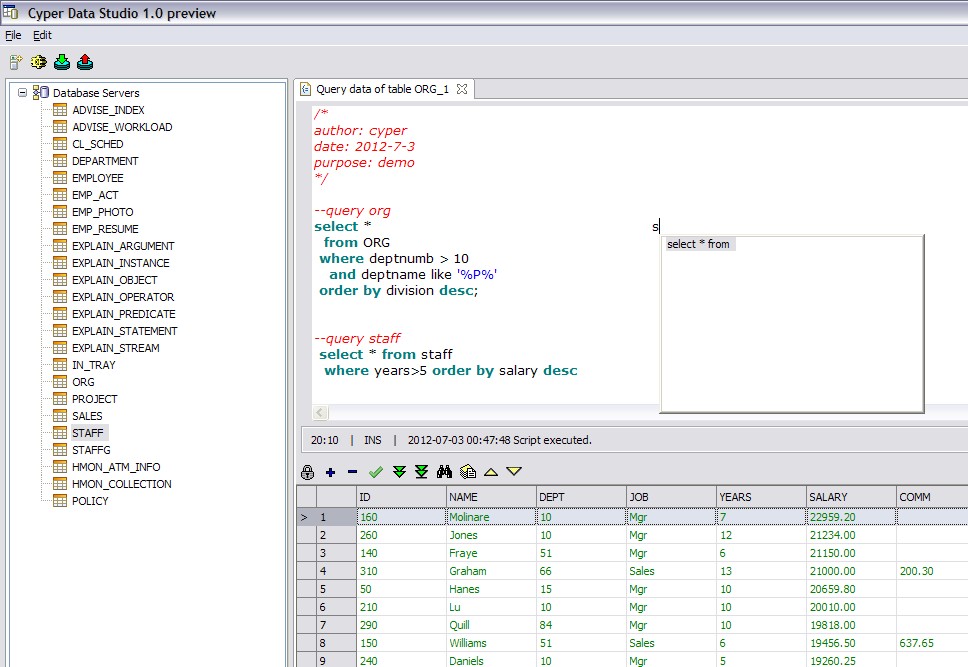 Cyper Data Studio 1.0 preview
File Edit
Database Servers
ADVISE_INDEX
ADVISE_WORKLOAD
CL_SCHED
DEPARTMENT
EMPLOYEE
EMP_ACT
EMP_PHOTO
EMP_RESUME
EXPLAIN_ARGUMENT
EXPLAIN_INSTANCE
EXPLAIN_OBJECT
EXPLAIN_OPERATOR
EXPLAIN_PREDICATE
EXPLAIN_STATEMENT
EXPLAIN_STREAM
IN_TRAY
ORG
PROJECT
SALES
STAFF
STAFFG
HMON_ATM_INFO
HMON_COLLECTION
POLICY
Query data of table ORG_1
/*
author: cyper
date: 2012-7-3
purpose: demo
*/
--query org
select * s
from ORG
where deptnumb > 10
and deptname like '%P%'
order by division desc;
--query staff
select * from staff
where years>5 order by salary desc
select * from
20:10 | INS | 2012-07-03 00:47:48 Script executed.
ID NAME DEPT JOB YEARS SALARY COMM
> 1 160 Molinare 10 Mgr 7 22959.20
2 260 Jones 10 Mgr 12 21234.00
3 140 Fraye 51 Mgr 6 21150.00
4 310 Graham 66 Sales 13 21000.00 200.30
5 50 Hanes 15 Mgr 10 20659.80
6 210 Lu 10 Mgr 10 20010.00
7 290 Quill 84 Mgr 10 19818.00
8 150 Williams 51 Sales 6 19456.50 637.65
9 240 Daniels 10 Mgr 5 19260.25